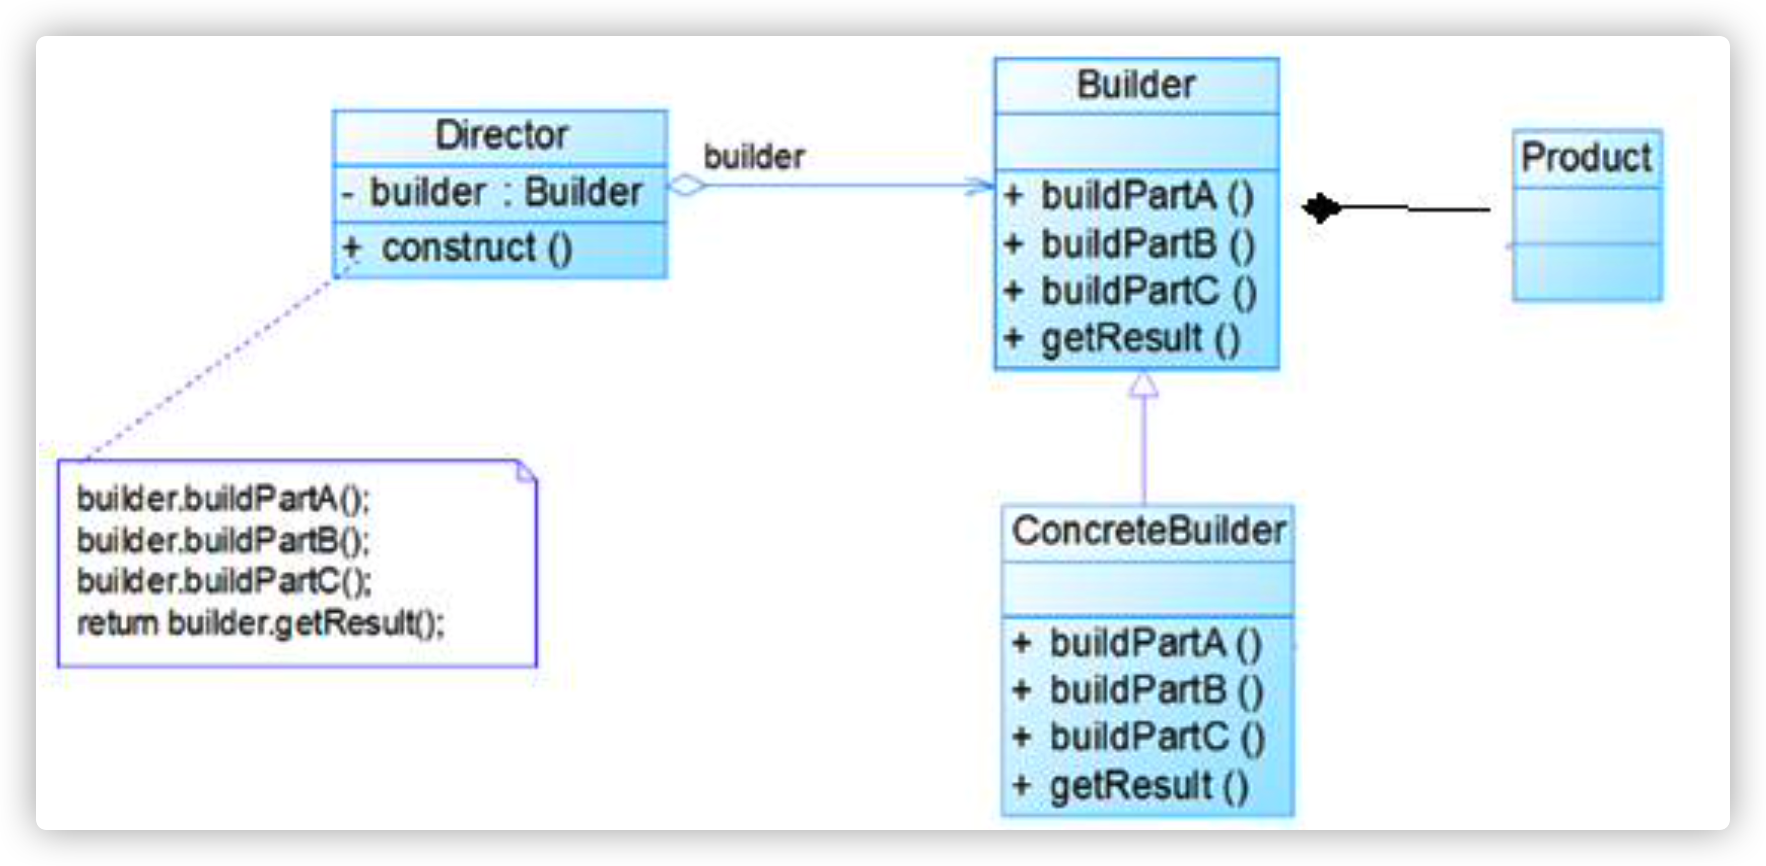 Director
- builder : Builder
+ construct ()
builder
Builder
+ buildPartA ()
+ buildPartB ()
+ buildPartC ()
+ getResult ()
Product
builder.buildPartA();
builder.buildPartB();
builder.buildPartC();
return builder.getResult();
ConcreteBuilder
+ buildPartA ()
+ buildPartB ()
+ buildPartC ()
+ getResult ()